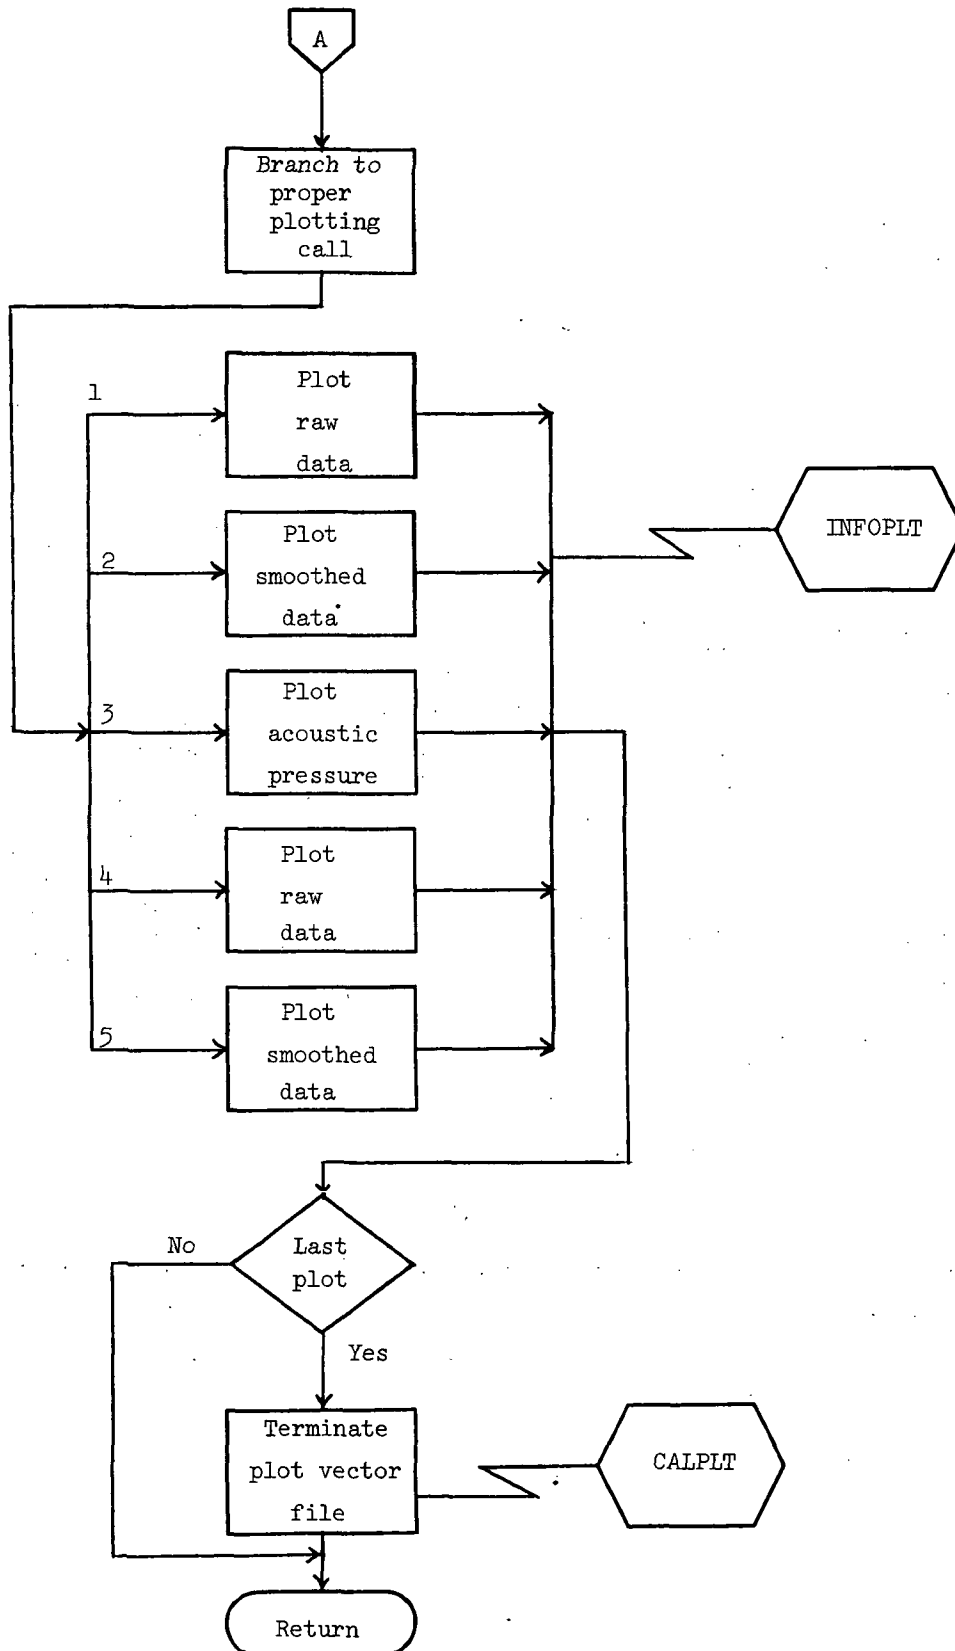 A
Branch to
proper
plotting
call
1
Plot
raw
data
2
Plot
smoothed
data
INFOPLT
3
Plot
acoustic
pressure
4
Plot
raw
data
5
Plot
smoothed
data
Last
plot
No
Yes
Terminate
plot vector
file
CALPLT
Return